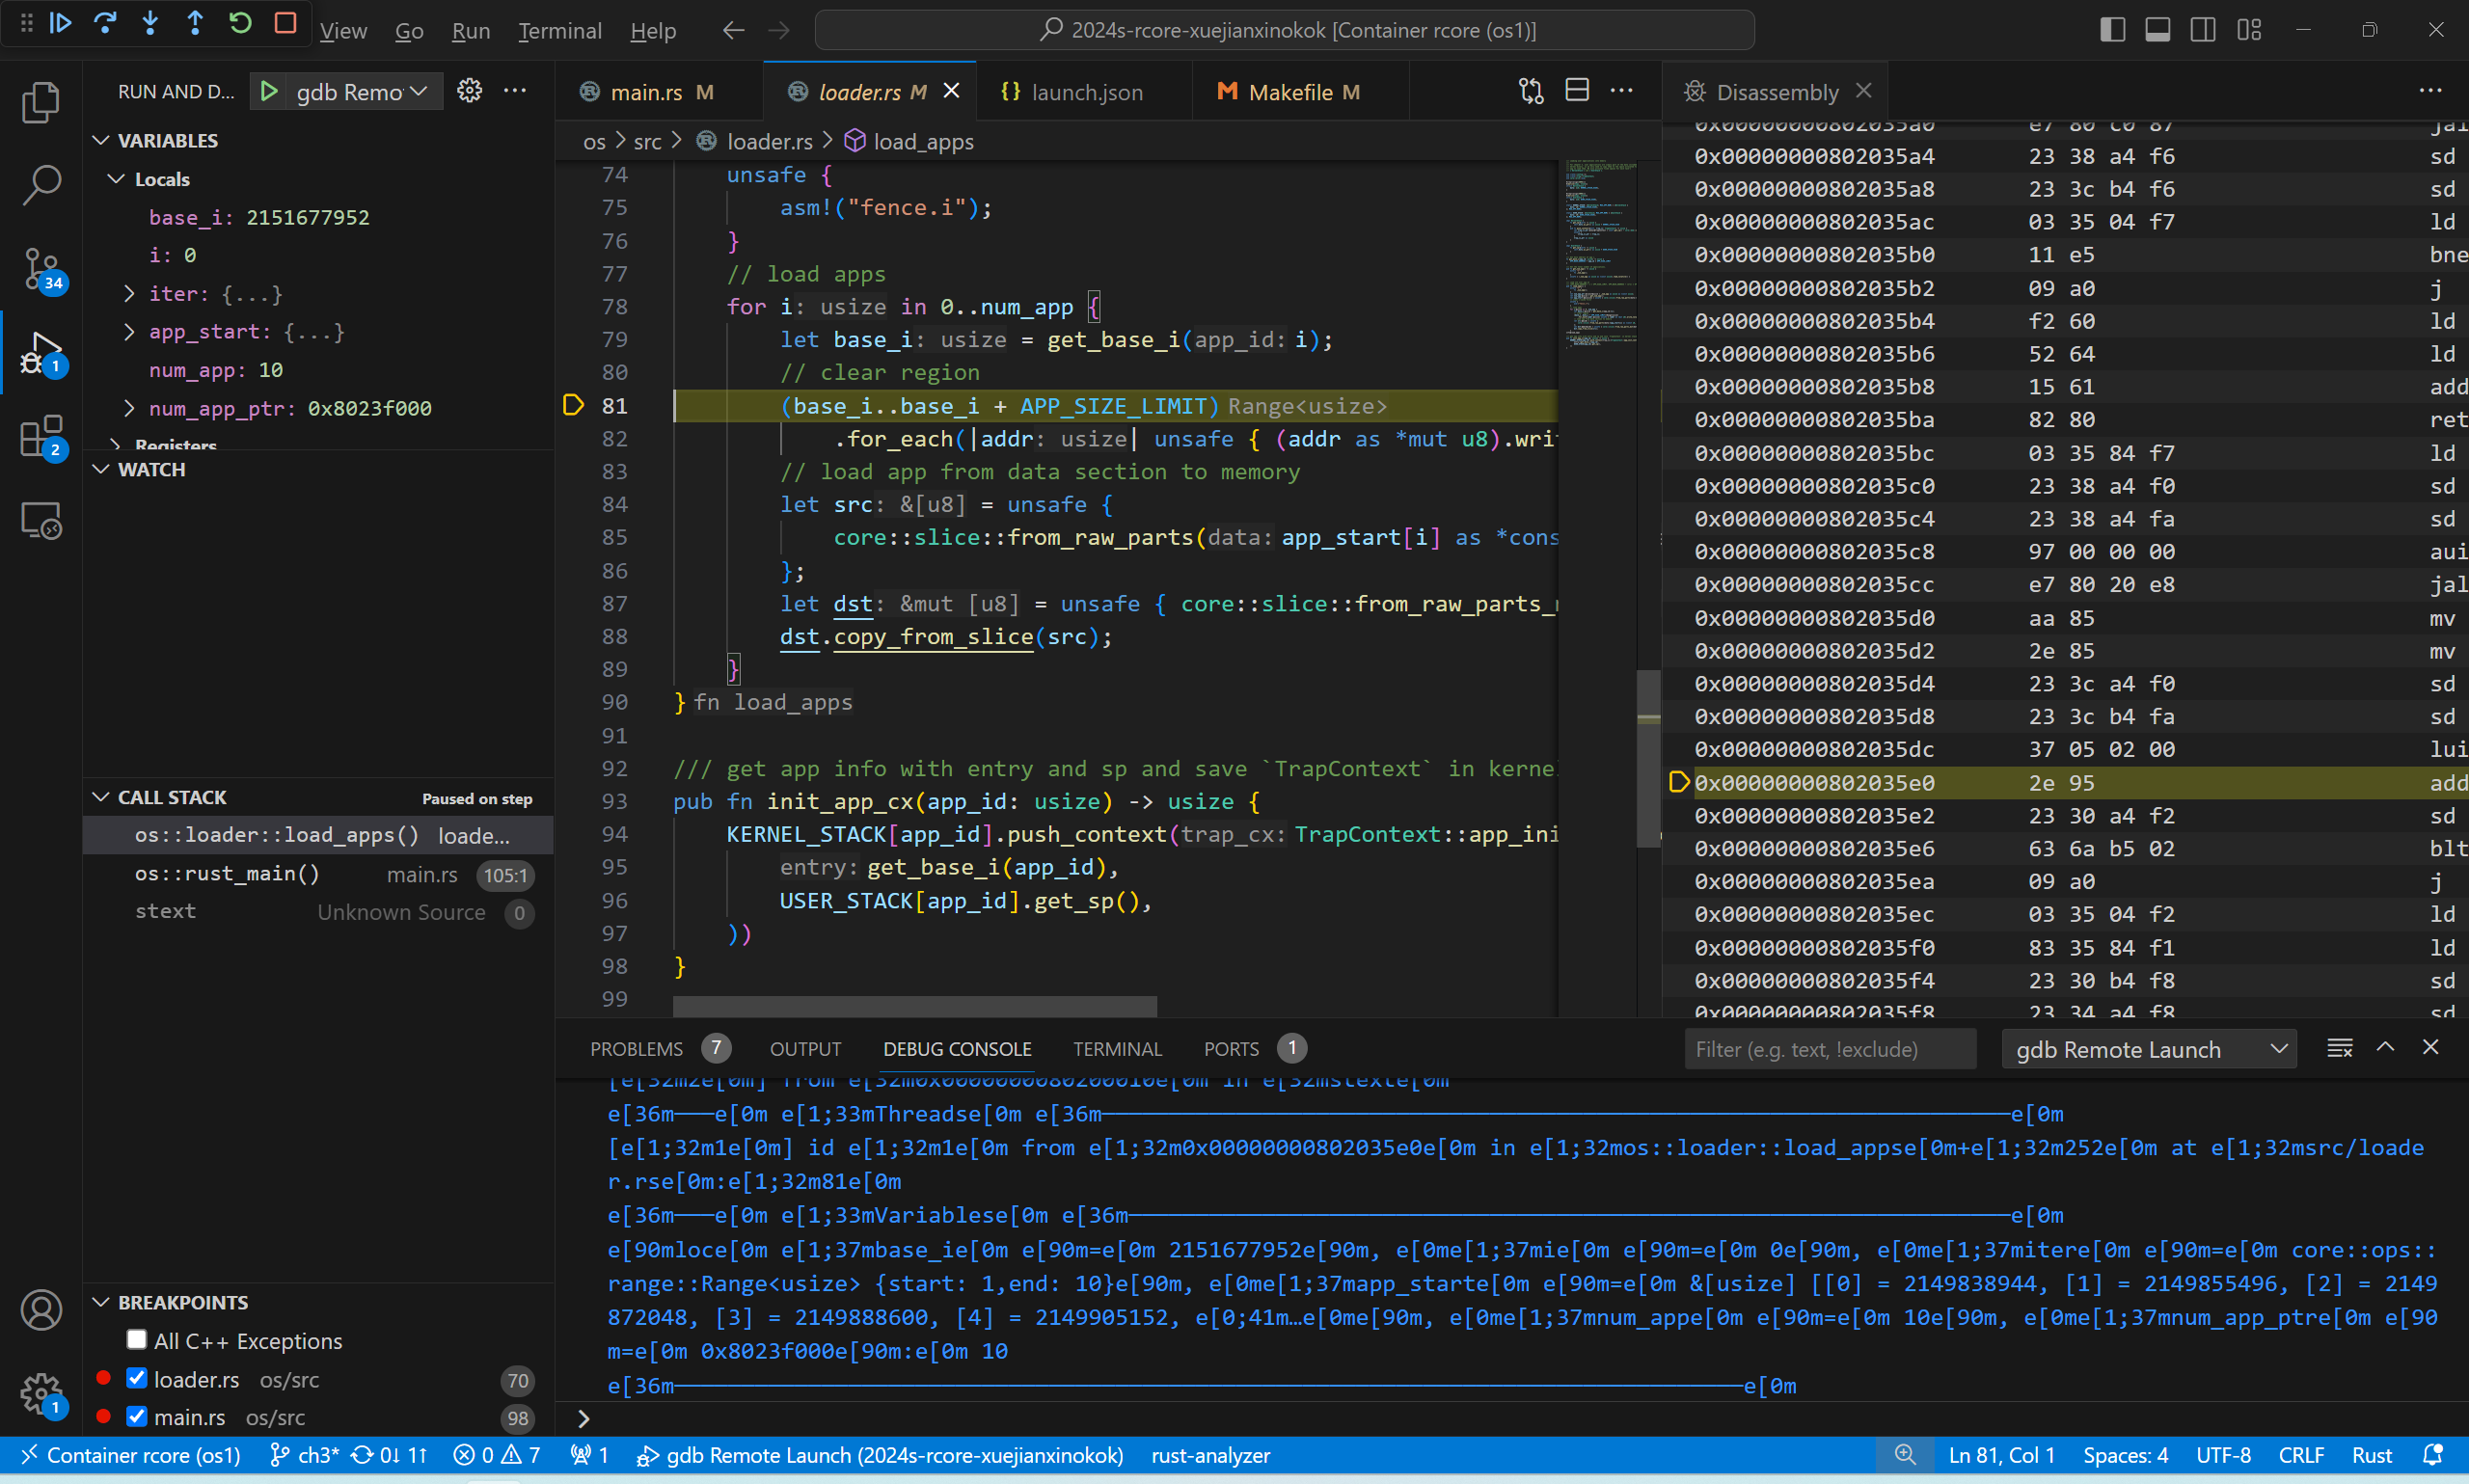 View Go Run Terminal Help
2024s-rcore-xuejianxinokok [Container rcore (os1)]
RUN AND D...
gdb Remo
VARIABLES
Locals
base_i: 2151677952
i: 0
iter: {...}
app_start: {...}
num_app: 10
num_app_ptr: 0x8023f000
Registers
WATCH
CALL STACK
Paused on step
os::loader::load_apps() loade...
os::rust_main() main.rs 105:1
stext Unknown Source 0
BREAKPOINTS
All C++ Exceptions
loader.rs os/src 70
main.rs os/src 98
34
1
2
1
main.rs M
loader.rs M
{} launch.json
M Makefile M
os > src > loader.rs > load_apps
74 unsafe {
75 asm!("fence.i");
76 }
77 // load apps
78 for i: usize in 0..num_app {
79 let base_i: usize = get_base_i(app_id: i);
80 // clear region
81 (base_i..base_i + APP_SIZE_LIMIT) Range<usize>
82 .for_each(|addr: usize| unsafe { (addr as *mut u8).wri
83 // load app from data section to memory
84 let src: &[u8] = unsafe {
85 core::slice::from_raw_parts(data: app_start[i] as *cons
86 };
87 let dst: &mut [u8] = unsafe { core::slice::from_raw_parts_
88 dst.copy_from_slice(src);
89 }
90 } fn load_apps
91
92 /// get app info with entry and sp and save `TrapContext` in kerne
93 pub fn init_app_cx(app_id: usize) -> usize {
94 KERNEL_STACK[app_id].push_context(trap_cx: TrapContext::app_ini
95 entry: get_base_i(app_id),
96 USER_STACK[app_id].get_sp(),
97 ))
98 }
99
Disassembly
0x00000000802035a0 e7 80 c0 87 jal
0x00000000802035a4 23 38 a4 f6 sd
0x00000000802035a8 23 3c b4 f6 sd
0x00000000802035ac 03 35 04 f7 ld
0x00000000802035b0 11 e5 bne
0x00000000802035b2 09 a0 j
0x00000000802035b4 f2 60 ld
0x00000000802035b6 52 64 ld
0x00000000802035b8 15 61 add
0x00000000802035ba 82 80 ret
0x00000000802035bc 03 35 84 f7 ld
0x00000000802035c0 23 38 a4 f0 sd
0x00000000802035c4 23 38 a4 fa sd
0x00000000802035c8 97 00 00 00 aui
0x00000000802035cc e7 80 20 e8 jal
0x00000000802035d0 aa 85 mv
0x00000000802035d2 2e 85 mv
0x00000000802035d4 23 3c a4 f0 sd
0x00000000802035d8 23 3c b4 fa sd
0x00000000802035dc 37 05 02 00 lui
0x00000000802035e0 2e 95 add
0x00000000802035e2 23 30 a4 f2 sd
0x00000000802035e6 63 6a b5 02 blt
0x00000000802035ea 09 a0 j
0x00000000802035ec 03 35 04 f2 ld
0x00000000802035f0 83 35 84 f1 ld
0x00000000802035f4 23 30 b4 f8 sd
0x00000000802035f8 23 34 a4 f8 sd
PROBLEMS 7 OUTPUT DEBUG CONSOLE TERMINAL PORTS 1
Filter (e.g. text, !exclude)
gdb Remote Launch
[e[32m2e[0m] from e[32m0x0000000080200010e[0m in e[32mstexte[0m
e[36m───e[0m e[1;33mThreadse[0m e[36m────────────────────────────────────────e[0m
[e[1;32m1e[0m] id e[1;32m1e[0m from e[1;32m0x00000000802035e0e[0m in e[1;32mos::loader::load_appse[0m+e[1;32m252e[0m at e[1;32msrc/loade
r.rse[0m:e[1;32m81e[0m
e[36m───e[0m e[1;33mVariablese[0m e[36m────────────────────────────────────────e[0m
e[90mloce[0m e[1;37mbase_ie[0m e[90m=e[0m 2151677952e[90m, e[0me[1;37mie[0m e[90m=e[0m 0e[90m, e[0me[1;37mitere[0m e[90m=e[0m core::ops::
range::Range<usize> {start: 1,end: 10}e[90m, e[0me[1;37mapp_starte[0m e[90m=e[0m &[usize] [[0] = 2149838944, [1] = 2149855496, [2] = 2149
872048, [3] = 2149888600, [4] = 2149905152, e[0;41m…e[0me[90m, e[0me[1;37mnum_appe[0m e[90m=e[0m 10e[90m, e[0me[1;37mnum_app_ptre[0m e[90
m=e[0m 0x8023f000e[90m:e[0m 10
e[36m────────────────────────────────────────e[0m
>
Container rcore (os1) ch3* 0↓ 1↑ 0 7 1 gdb Remote Launch (2024s-rcore-xuejianxinokok) rust-analyzer Ln 81, Col 1 Spaces: 4 UTF-8 CRLF Rust